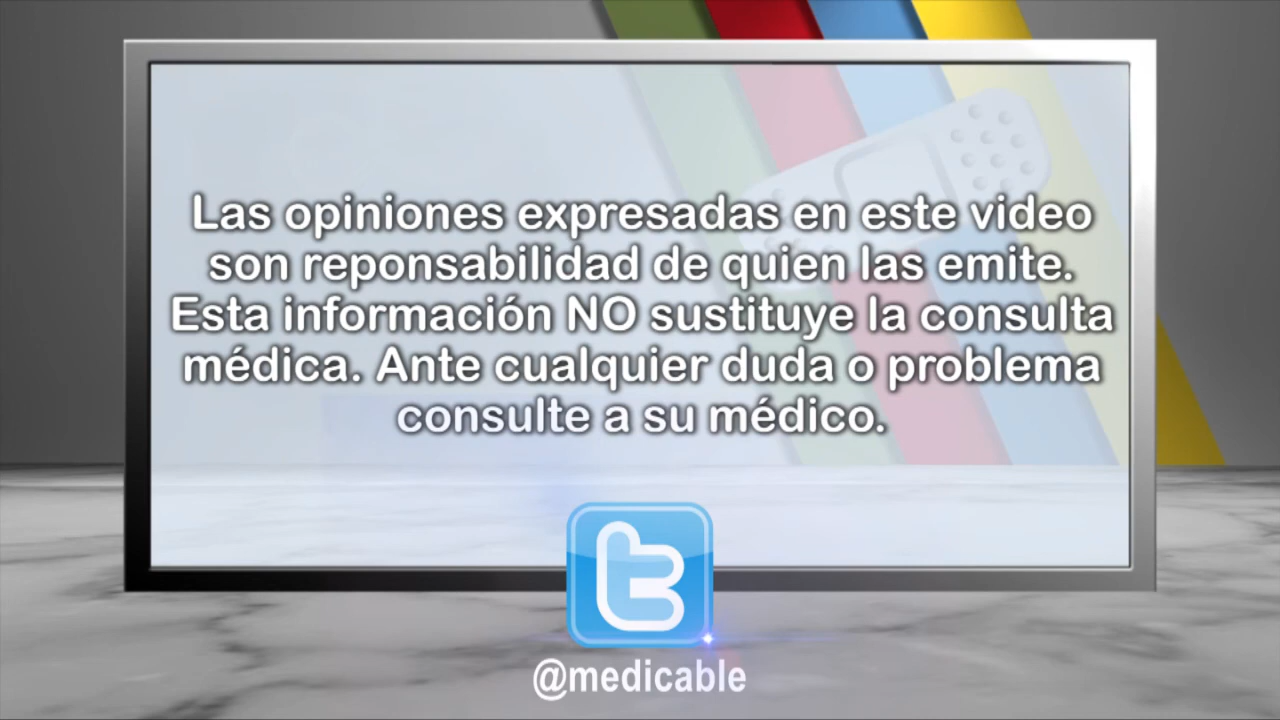 Las opiniones expresadas en este video
son reponsabilidad de quien las emite.
Esta información NO sustituye la consulta
médica. Ante cualquier duda o problema
consulte a su médico.
@medicable